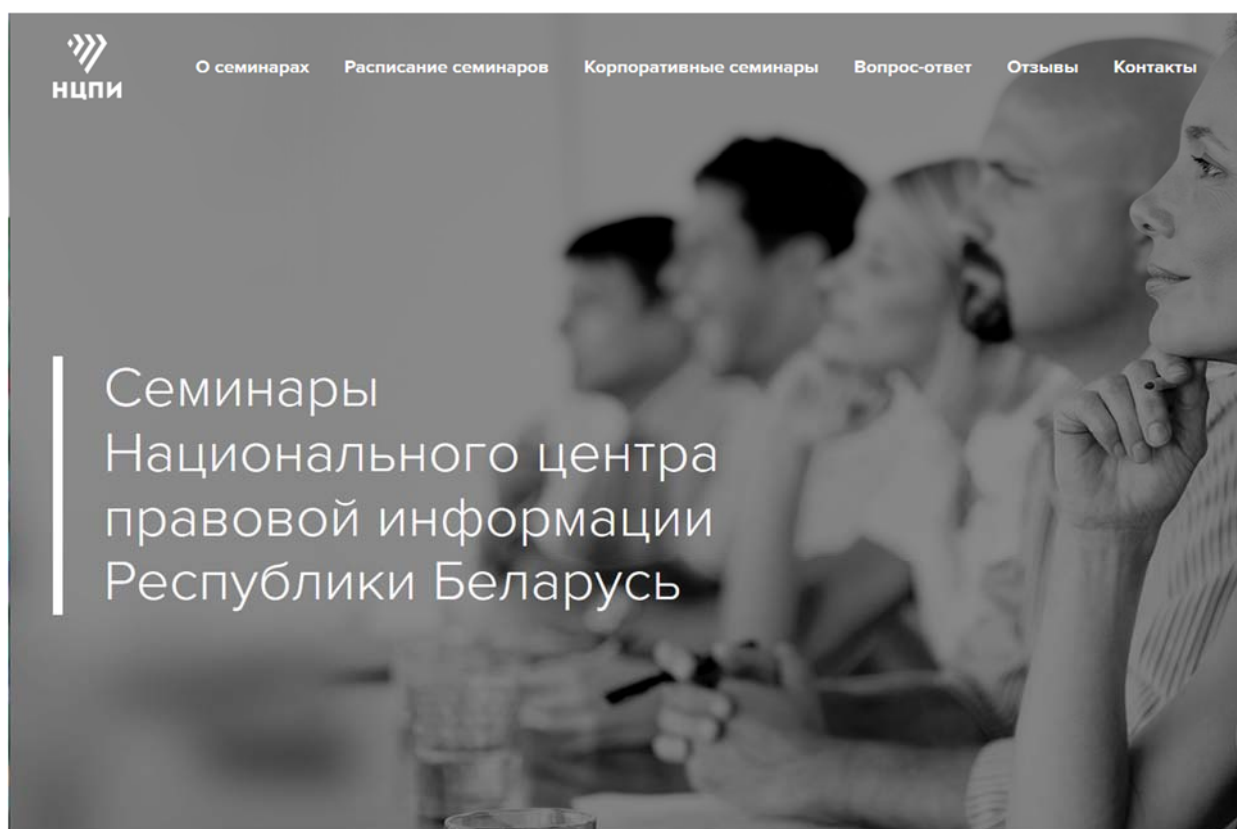 НЦПИ
О семинарах Расписание семинаров Корпоративные семинары Вопрос-ответ Отзывы Контакты
Семинары
Национального центра
правовой информации
Республики Беларусь